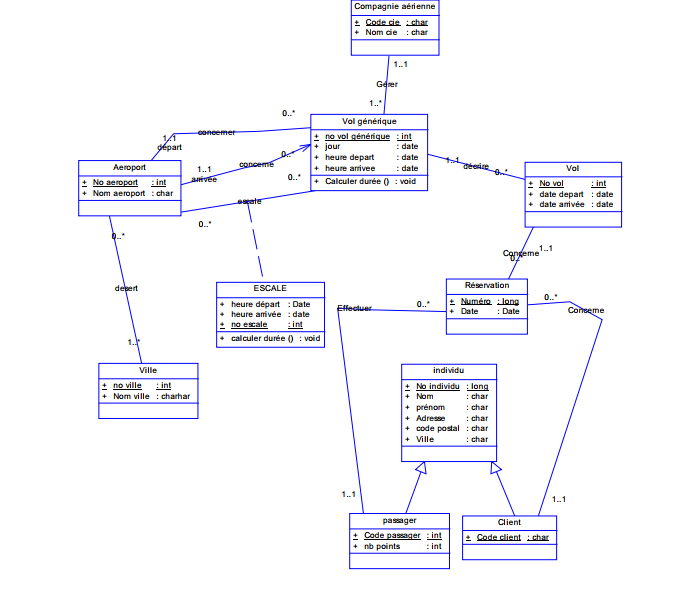 Compagnie aérienne
+ Code cie : char
+ Nom cie : char
1..1
Gérer
1..*
0..*
Vol générique
+ no vol générique : int
+ jour : date
+ heure depart : date
+ heure arrivee : date
+ Calculer durée () : void
concerner
1..1
départ
Aeroport
+ No aeroport : int
+ Nom aeroport : char
1..1
arrivée
concerne
0..*
0..*
escale
0..*
1..1
décrire
0..*
Vol
+ No vol : int
+ date depart : date
+ date arrivée : date
0..*
desert
1..*
Concerne
1..1
0..*
ESCALE
+ heure départ : Date
+ heure arrivée : date
+ no escale : int
+ calculer durée () : void
Effectuer
0..*
Réservation
+ Numéro : long
+ Date : Date
0..*
Concerne
Ville
+ no ville : int
+ Nom ville : charhar
individu
+ No individu : long
+ Nom : char
+ prénom : char
+ Adresse : char
+ code postal : char
+ Ville : char
1..1
1..1
passager
+ Code passager : int
+ nb points : int
Client
+ Code client : char